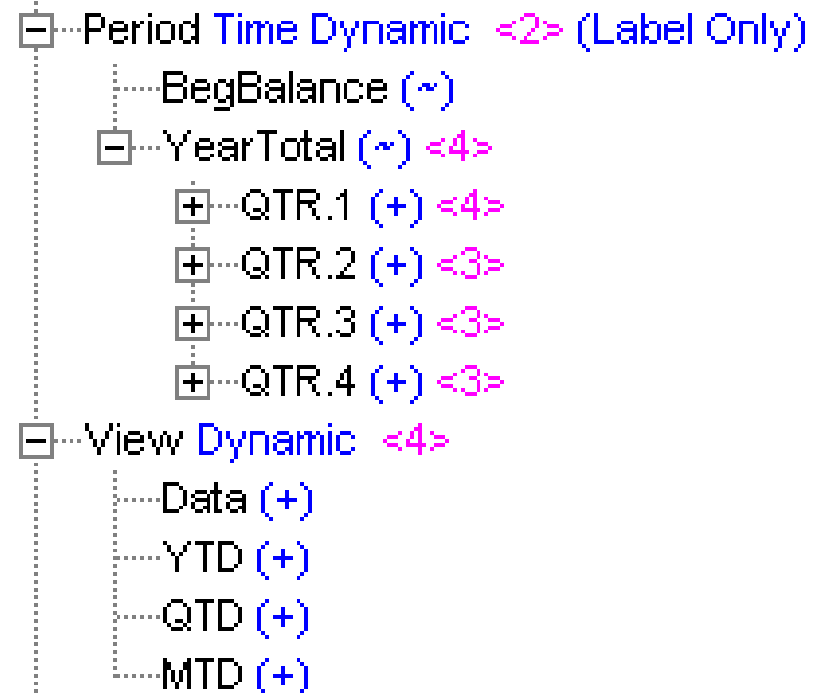 Period Time Dynamic <2> (Label Only)
BegBalance (~)
YearTotal (~) <4>
QTR.1 (+) <4>
QTR.2 (+) <3>
QTR.3 (+) <3>
QTR.4 (+) <3>
View Dynamic <4>
Data (+)
YTD (+)
QTD (+)
MTD (+)